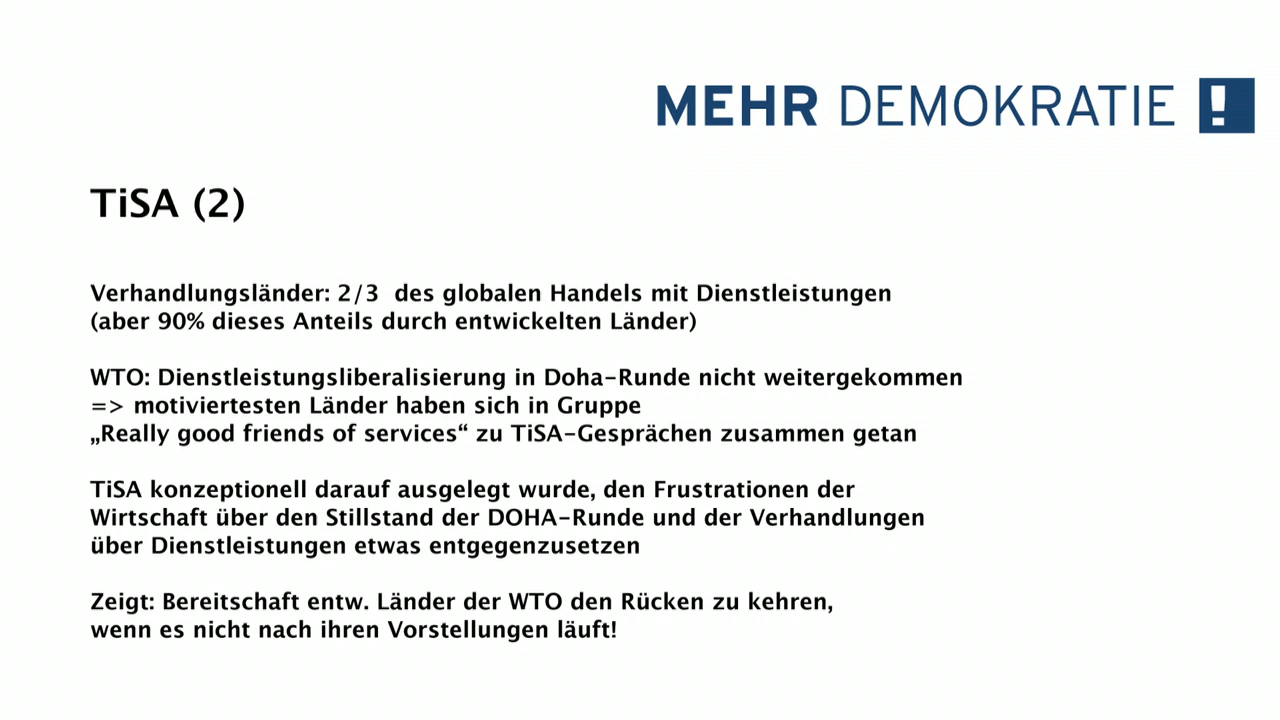 MEHR DEMOKRATIE !
TiSA (2)
Verhandlungsländer: 2/3  des globalen Handels mit Dienstleistungen
(aber 90% dieses Anteils durch entwickelten Länder)
WTO: Dienstleistungsliberalisierung in Doha-Runde nicht weitergekommen
=> motiviertesten Länder haben sich in Gruppe
„Really good friends of services“ zu TiSA-Gesprächen zusammen getan
TiSA konzeptionell darauf ausgelegt wurde, den Frustrationen der
Wirtschaft über den Stillstand der DOHA-Runde und der Verhandlungen
über Dienstleistungen etwas entgegenzusetzen
Zeigt: Bereitschaft entw. Länder der WTO den Rücken zu kehren,
wenn es nicht nach ihren Vorstellungen läuft!